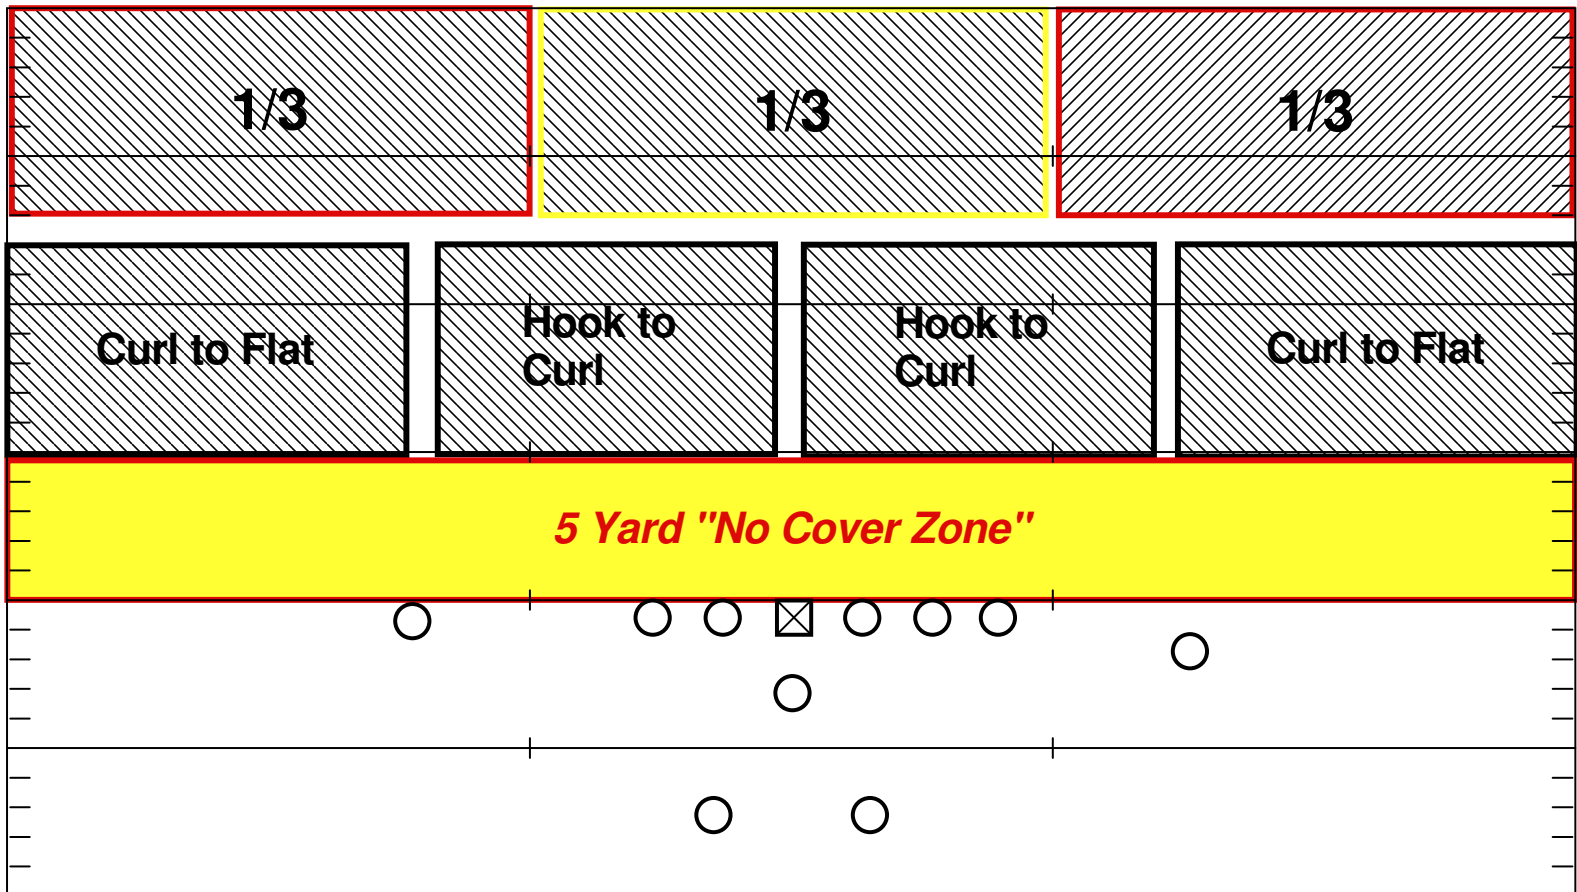 1/3 1/3 1/3
Hook to Hook to
Curl to Flat Curl to Flat
Curl Curl
5 Yard "No Cover Zone"